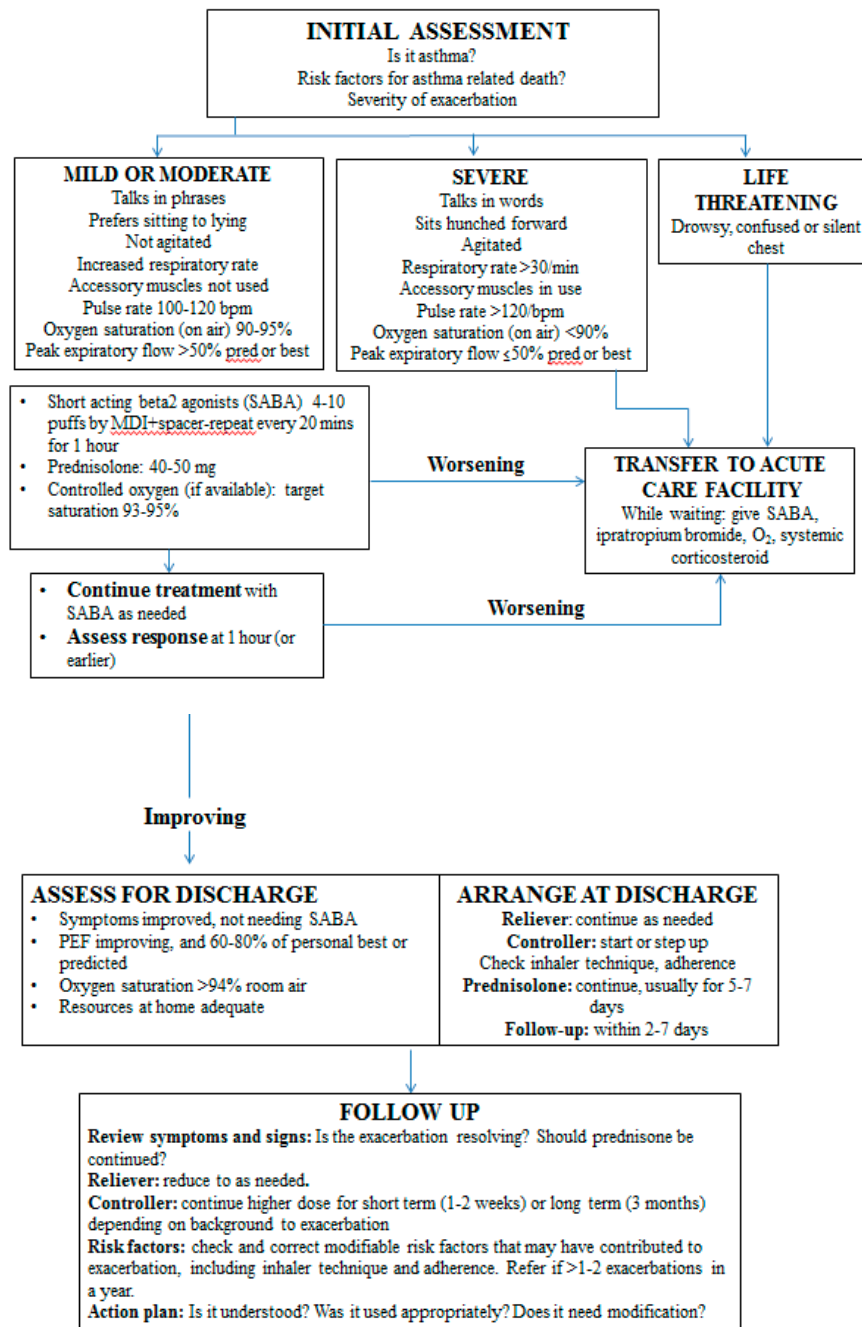 INITIAL ASSESSMENT
Is it asthma?
Risk factors for asthma related death?
Severity of exacerbation
MILD OR MODERATE
Talks in phrases
Prefers sitting to lying
Not agitated
Increased respiratory rate
Accessory muscles not used
Pulse rate 100-120 bpm
Oxygen saturation (on air) 90-95%
Peak expiratory flow >50% pred or best
SEVERE
Talks in words
Sits hunched forward
Agitated
Respiratory rate >30/min
Accessory muscles in use
Pulse rate >120/bpm
Oxygen saturation (on air) <90%
Peak expiratory flow ≤50% pred or best
LIFE
THREATENING
Drowsy, confused or silent
chest
• Short acting beta2 agonists (SABA) 4-10
puffs by MDI+spacer-repeat every 20 mins
for 1 hour
• Prednisolone: 40-50 mg
• Controlled oxygen (if available): target
saturation 93-95%
Worsening
TRANSFER TO ACUTE
CARE FACILITY
While waiting: give SABA,
ipratropium bromide, O₂, systemic
corticosteroid
• Continue treatment with
SABA as needed
• Assess response at 1 hour (or
earlier)
Worsening
Improving
ASSESS FOR DISCHARGE
• Symptoms improved, not needing SABA
• PEF improving, and 60-80% of personal best or
predicted
• Oxygen saturation >94% room air
• Resources at home adequate
ARRANGE AT DISCHARGE
Reliever: continue as needed
Controller: start or step up
Check inhaler technique, adherence
Prednisolone: continue, usually for 5-7
days
Follow-up: within 2-7 days
FOLLOW UP
Review symptoms and signs: Is the exacerbation resolving? Should prednisone be
continued?
Reliever: reduce to as needed.
Controller: continue higher dose for short term (1-2 weeks) or long term (3 months)
depending on background to exacerbation
Risk factors: check and correct modifiable risk factors that may have contributed to
exacerbation, including inhaler technique and adherence. Refer if >1-2 exacerbations in
a year.
Action plan: Is it understood? Was it used appropriately? Does it need modification?